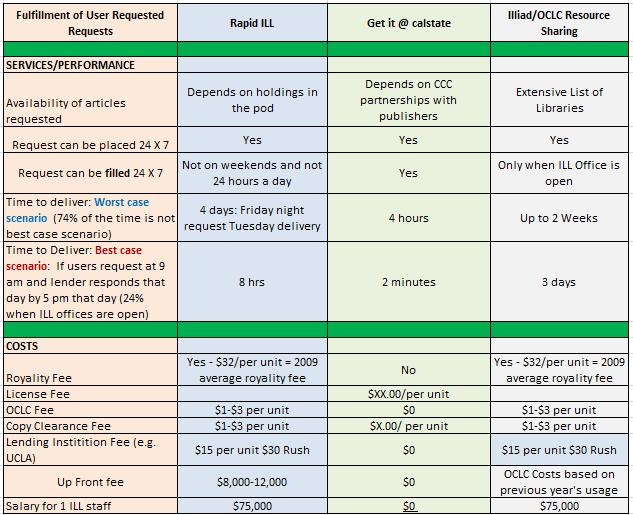 Fulfillment of User Requested Requests
Rapid ILL
Get it @ calstate
Illiad/OCLC Resource Sharing
SERVICES/PERFORMANCE
Availability of articles requested
Depends on holdings in the pod
Depends on CCC partnerships with publishers
Extensive List of Libraries
Request can be placed 24 X 7
Yes
Yes
Yes
Request can be filled 24 X 7
Not on weekends and not 24 hours a day
Yes
Only when ILL Office is open
Time to deliver: Worst case scenario (74% of the time is not best case scenario)
4 days: Friday night request Tuesday delivery
4 hours
Up to 2 Weeks
Time to Deliver: Best case scenario: If users request at 9 am and lender responds that day by 5 pm that day (24% when ILL offices are open)
8 hrs
2 minutes
3 days
COSTS
Royality Fee
Yes - $32/per unit = 2009 average royality fee
No
Yes - $32/per unit = 2009 average royality fee
License Fee
$XX.00/per unit
OCLC Fee
$1-$3 per unit
$0
$1-$3 per unit
Copy Clearance Fee
$1-$3 per unit
$X.00/ per unit
$1-$3 per unit
Lending Institition Fee (e.g. UCLA)
$15 per unit $30 Rush
$0
$15 per unit $30 Rush
Up Front fee
$8,000-12,000
$0
OCLC Costs based on previous year's usage
Salary for 1 ILL staff
$75,000
$0
$75,000